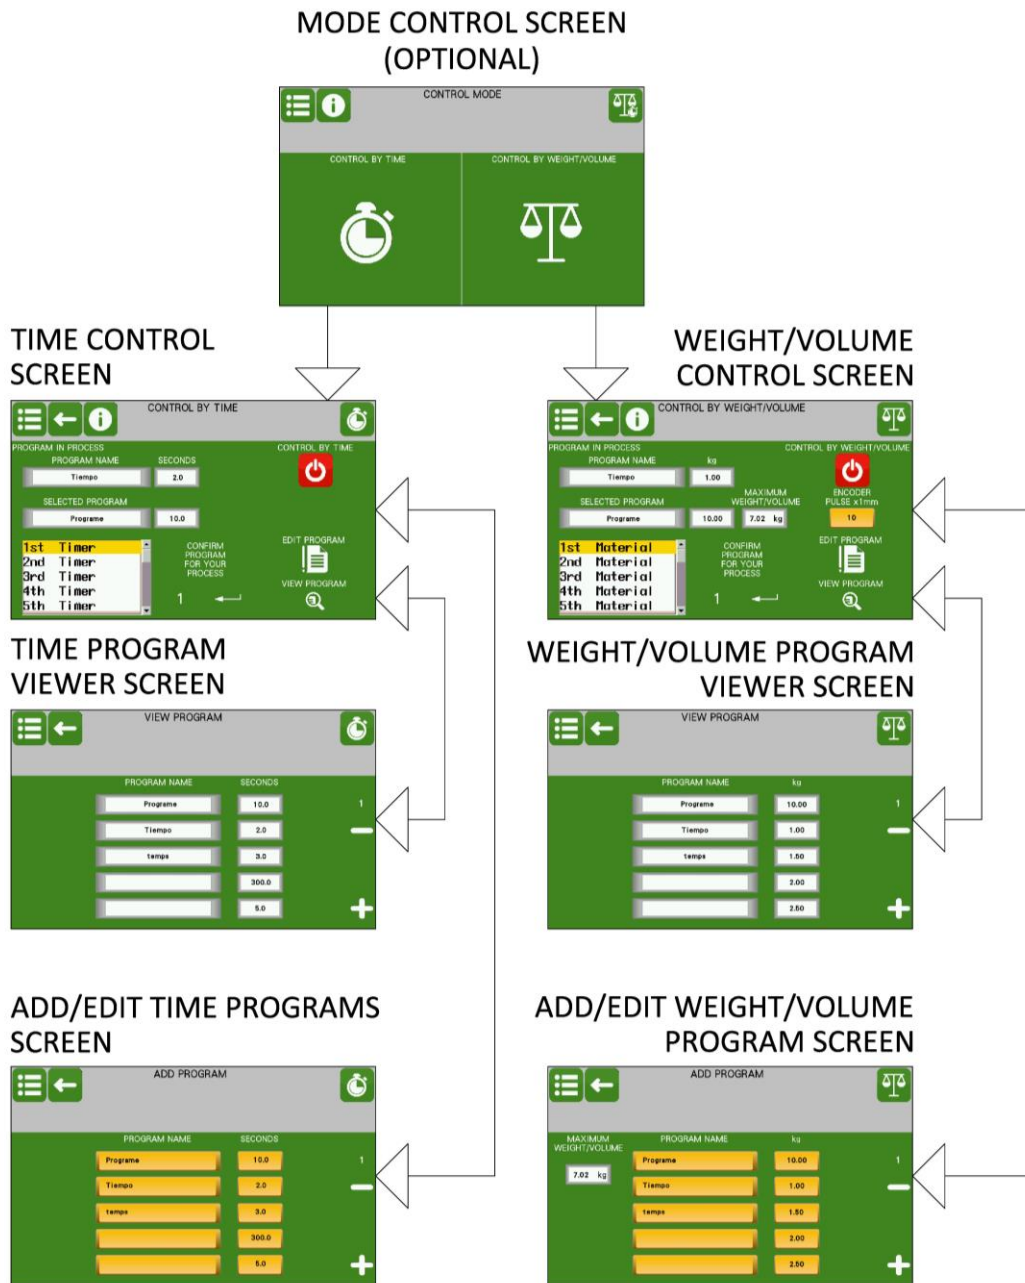 MODE CONTROL SCREEN
(OPTIONAL)
CONTROL MODE
CONTROL BY TIME
CONTROL BY WEIGHT/VOLUME
TIME CONTROL
SCREEN
CONTROL BY TIME
PROGRAM IN PROCESS
CONTROL BY TIME
PROGRAM NAME
SECONDS
Tiempo
2.0
SELECTED PROGRAM
Programe
10.0
1st Timer
2nd Timer
3rd Timer
4th Timer
5th Timer
CONFIRM
PROGRAM
FOR YOUR
PROCESS
1
EDIT PROGRAM
VIEW PROGRAM
WEIGHT/VOLUME
CONTROL SCREEN
CONTROL BY WEIGHT/VOLUME
PROGRAM IN PROCESS
CONTROL BY WEIGHT/VOLUME
PROGRAM NAME
kg
Tiempo
1.00
SELECTED PROGRAM
MAXIMUM
WEIGHT/VOLUME
ENCODER
PULSE x1mm
Programe
10.00
7.02 kg
10
1st Material
2nd Material
3rd Material
4th Material
5th Material
CONFIRM
PROGRAM
FOR YOUR
PROCESS
1
EDIT PROGRAM
VIEW PROGRAM
TIME PROGRAM
VIEWER SCREEN
VIEW PROGRAM
PROGRAM NAME
SECONDS
Programe
10.0
1
Tiempo
2.0
temps
3.0
300.0
5.0
WEIGHT/VOLUME PROGRAM
VIEWER SCREEN
VIEW PROGRAM
PROGRAM NAME
kg
Programe
10.00
1
Tiempo
1.00
temps
1.50
2.00
2.50
ADD/EDIT TIME PROGRAMS
SCREEN
ADD PROGRAM
PROGRAM NAME
SECONDS
Programe
10.0
1
Tiempo
2.0
temps
3.0
300.0
5.0
ADD/EDIT WEIGHT/VOLUME
PROGRAM SCREEN
ADD PROGRAM
MAXIMUM
WEIGHT/VOLUME
7.02 kg
PROGRAM NAME
kg
Programe
10.00
1
Tiempo
1.00
temps
1.50
2.00
2.50